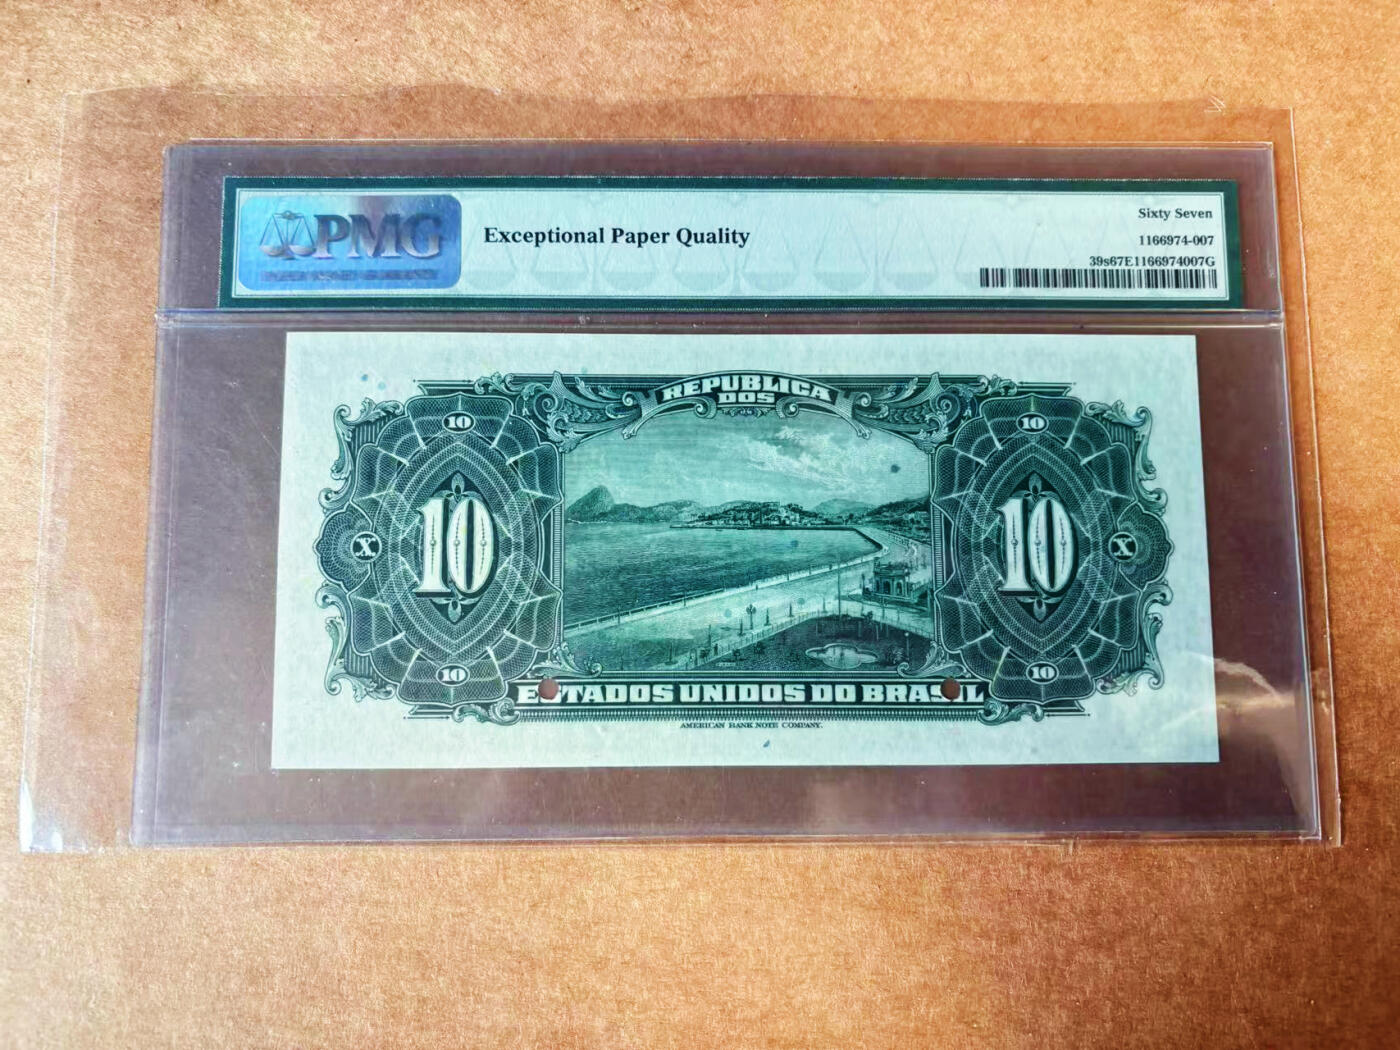 PMG
Exceptional Paper Quality
Sixty Seven
1166974-007
39s67E1166974007G
REPUBLICA
DOS
10
10
10
10
X
X
10
10
ESTADOS UNIDOS DO BRASIL
AMERICAN BANK NOTE COMPANY.